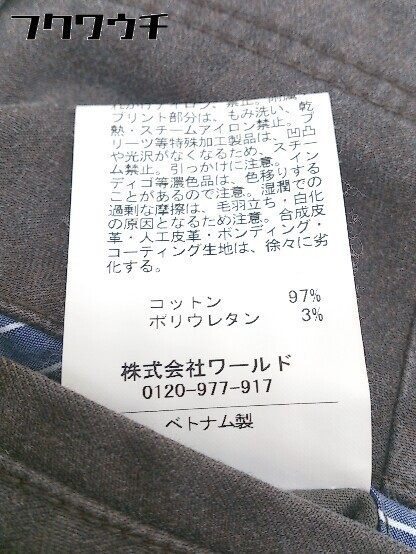 フクワウチ
プリント部分は、もみ洗い、乾
熱・スチームアイロン禁止。プ
リーツ等特殊加工製品は、凹凸
や光沢がなくなるため、スチー
ム禁止。引っかけに注意。イン
ディゴ等濃色品は、色移りする
ことがあるので注意。湿潤での
過剰な摩擦は、毛羽立ち・白化
の原因となるため注意。合成皮
革・人工皮革・ボンディング・
コーティング生地は、徐々に劣
化する。
コットン 97%
ポリウレタン 3%
株式会社ワールド
0120-977-917
ベトナム製